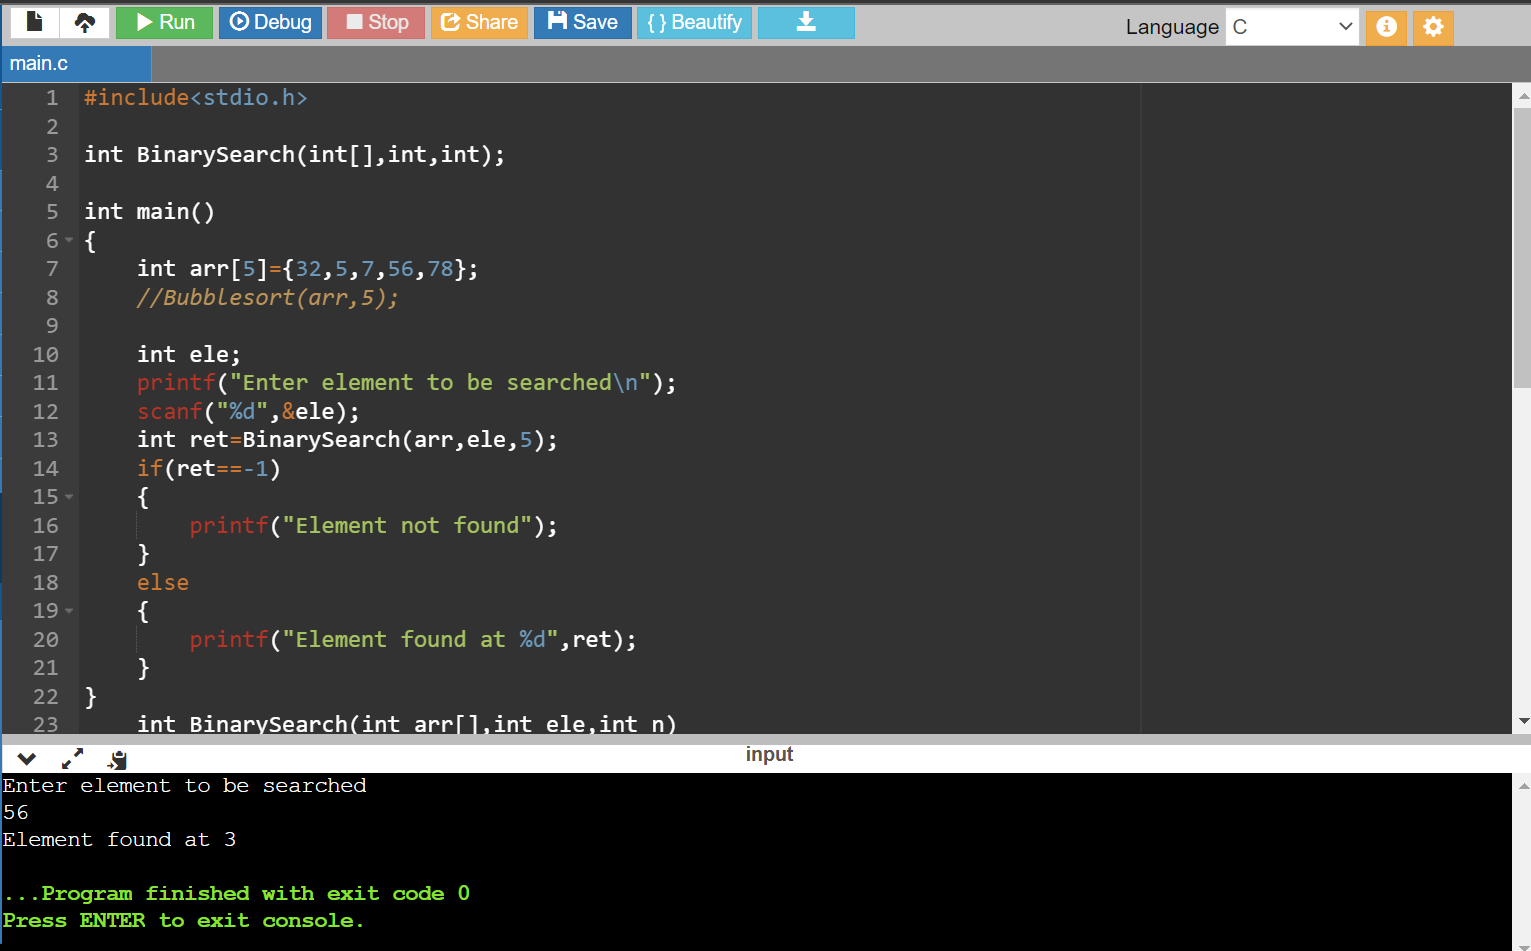 Run Debug Stop Share Save { } Beautify Language C
main.c
1 #include<stdio.h>
2
3 int BinarySearch(int[],int,int);
4
5 int main()
6 {
7     int arr[5]={32,5,7,56,78};
8     //Bubblesort(arr,5);
9
10     int ele;
11     printf("Enter element to be searched\n");
12     scanf("%d",&ele);
13     int ret=BinarySearch(arr,ele,5);
14     if(ret==-1)
15     {
16         printf("Element not found");
17     }
18     else
19     {
20         printf("Element found at %d",ret);
21     }
22 }
23     int BinarySearch(int arr[],int ele,int n)
input
Enter element to be searched
56
Element found at 3
...Program finished with exit code 0
Press ENTER to exit console.